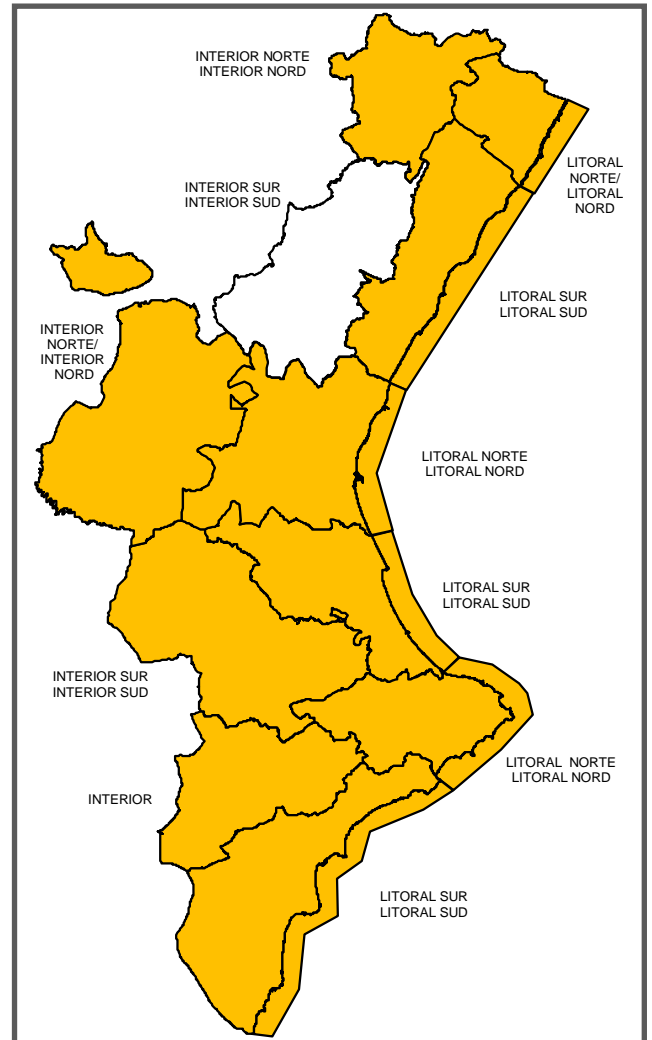 INTERIOR NORTE
INTERIOR NORD
LITORAL
NORTE/
LITORAL
NORD
INTERIOR SUR
INTERIOR SUD
LITORAL SUR
LITORAL SUD
INTERIOR
NORTE/
INTERIOR
NORD
LITORAL NORTE
LITORAL NORD
LITORAL SUR
LITORAL SUD
INTERIOR SUR
INTERIOR SUD
LITORAL NORTE
LITORAL NORD
INTERIOR
LITORAL SUR
LITORAL SUD